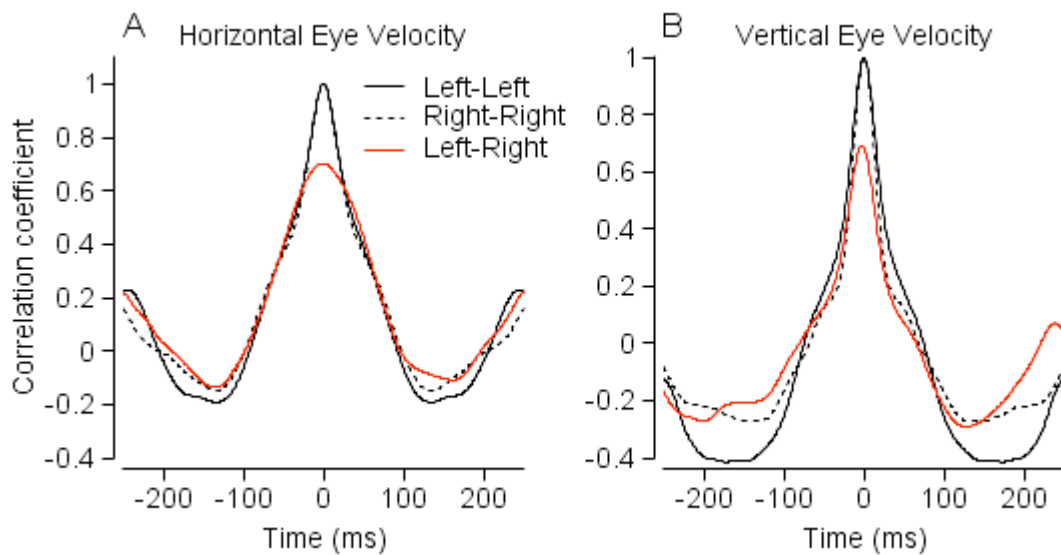 A
Horizontal Eye Velocity
1
0.8
0.6
0.4
0.2
0
-0.2
-0.4
Correlation coefficient
Left-Left
Right-Right
Left-Right
-200 -100 0 100 200
Time (ms)
B
Vertical Eye Velocity
1
0.8
0.6
0.4
0.2
0
-0.2
-0.4
-200 -100 0 100 200
Time (ms)